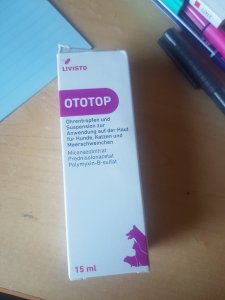 LIVISTO
OTOTOP
Ohrentropfen und
Suspension zur
Anwendung auf der Haut
für Hunde, Katzen und
Meerschweinchen
Miconazolnitrat
Prednisolonacetat
Polymyxin-B-sulfat
15 ml